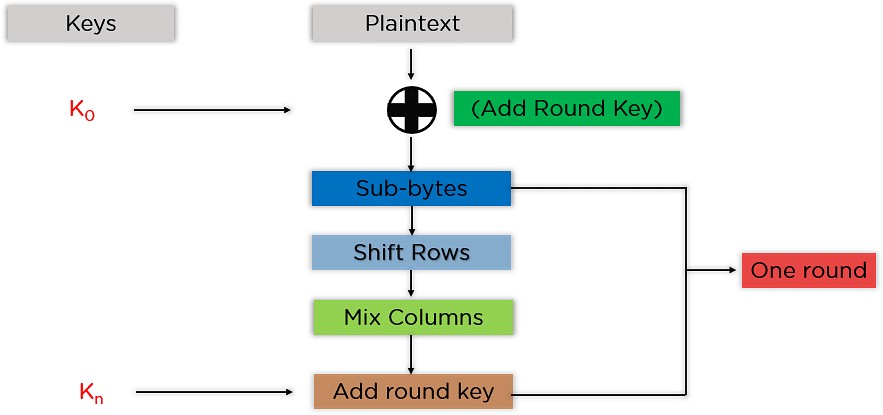 Keys
Plaintext
K₀
(Add Round Key)
Sub-bytes
Shift Rows
One round
Mix Columns
Kₙ
Add round key